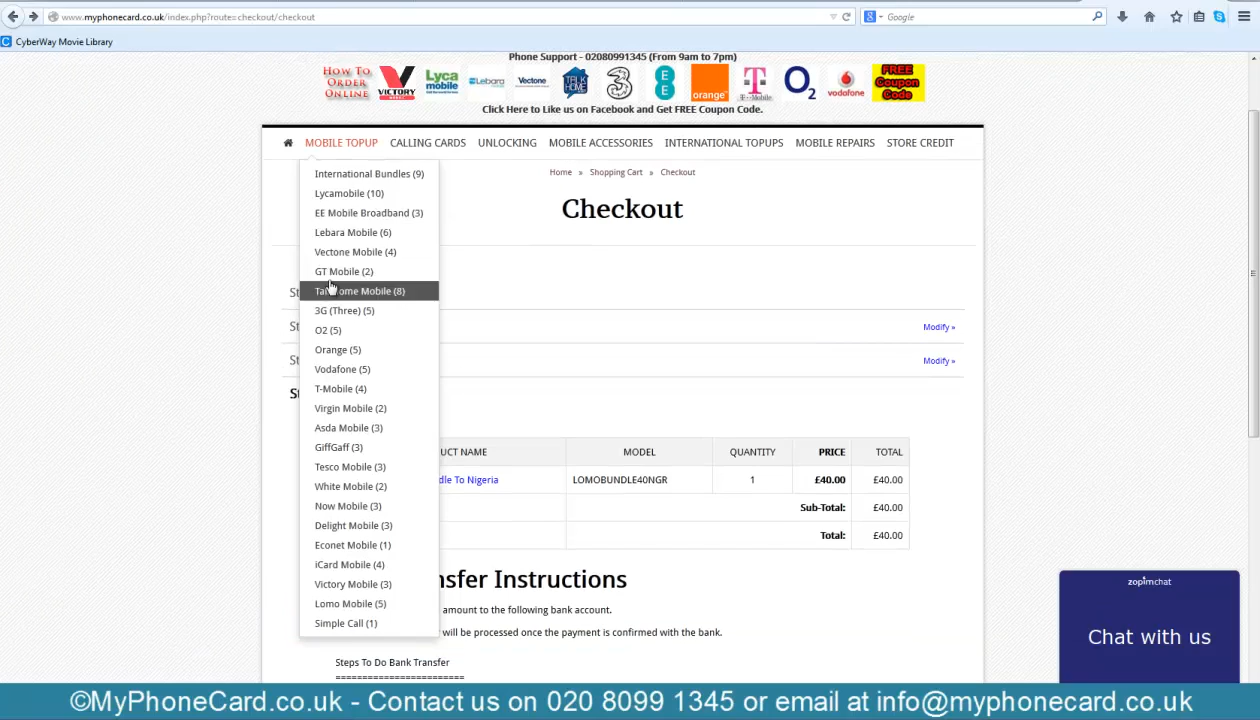 www.myphonecard.co.uk/index.php?route=checkout/checkout
Google
CyberWay Movie Library
Phone Support - 02080991345 (From 9am to 7pm)
How To Order Online
VICTORY
Lyca mobile
Lebara
Vectone
TALK HOME
3
EE
orange
T-Mobile
O2
vodafone
FREE Coupon Code
Click Here to Like us on Facebook and Get FREE Coupon Code.
MOBILE TOPUP CALLING CARDS UNLOCKING MOBILE ACCESSORIES INTERNATIONAL TOPUPS MOBILE REPAIRS STORE CREDIT
Home » Shopping Cart » Checkout
Checkout
International Bundles (9)
Lycamobile (10)
EE Mobile Broadband (3)
Lebara Mobile (6)
Vectone Mobile (4)
GT Mobile (2)
Talk Home Mobile (8)
3G (Three) (5)
O2 (5)
Orange (5)
Vodafone (5)
T-Mobile (4)
Virgin Mobile (2)
Asda Mobile (3)
GiffGaff (3)
Tesco Mobile (3)
White Mobile (2)
Now Mobile (3)
Delight Mobile (3)
Econet Mobile (1)
iCard Mobile (4)
Victory Mobile (3)
Lomo Mobile (5)
Simple Call (1)
St
St Modify »
St Modify »
St
UCT NAME MODEL QUANTITY PRICE TOTAL
dle To Nigeria LOMOBUNDLE40NGR 1 £40.00 £40.00
Sub-Total: £40.00
Total: £40.00
nsfer Instructions
amount to the following bank account.
will be processed once the payment is confirmed with the bank.
Steps To Do Bank Transfer
========================
zopim chat
Chat with us
©MyPhoneCard.co.uk - Contact us on 020 8099 1345 or email at info@myphonecard.co.uk